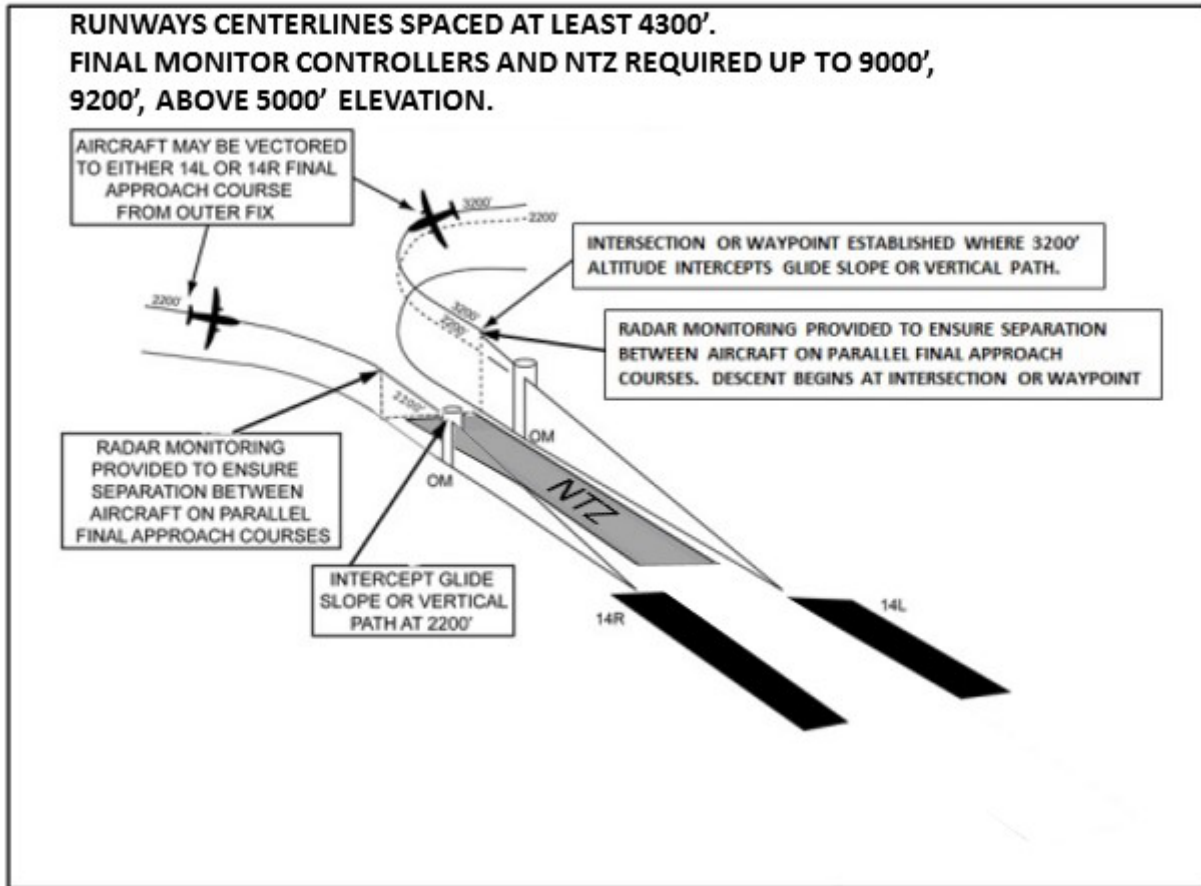 RUNWAYS CENTERLINES SPACED AT LEAST 4300’.
FINAL MONITOR CONTROLLERS AND NTZ REQUIRED UP TO 9000’,
9200’, ABOVE 5000’ ELEVATION.
AIRCRAFT MAY BE VECTORED
TO EITHER 14L OR 14R FINAL
APPROACH COURSE
FROM OUTER FIX
3200'
2200'
INTERSECTION OR WAYPOINT ESTABLISHED WHERE 3200’
ALTITUDE INTERCEPTS GLIDE SLOPE OR VERTICAL PATH.
2200'
3200'
2200'
RADAR MONITORING PROVIDED TO ENSURE SEPARATION
BETWEEN AIRCRAFT ON PARALLEL FINAL APPROACH
COURSES. DESCENT BEGINS AT INTERSECTION OR WAYPOINT
2200'
OM
RADAR MONITORING
PROVIDED TO ENSURE
SEPARATION BETWEEN
AIRCRAFT ON PARALLEL
FINAL APPROACH COURSES
OM
NTZ
INTERCEPT GLIDE
SLOPE OR VERTICAL
PATH AT 2200'
14R
14L